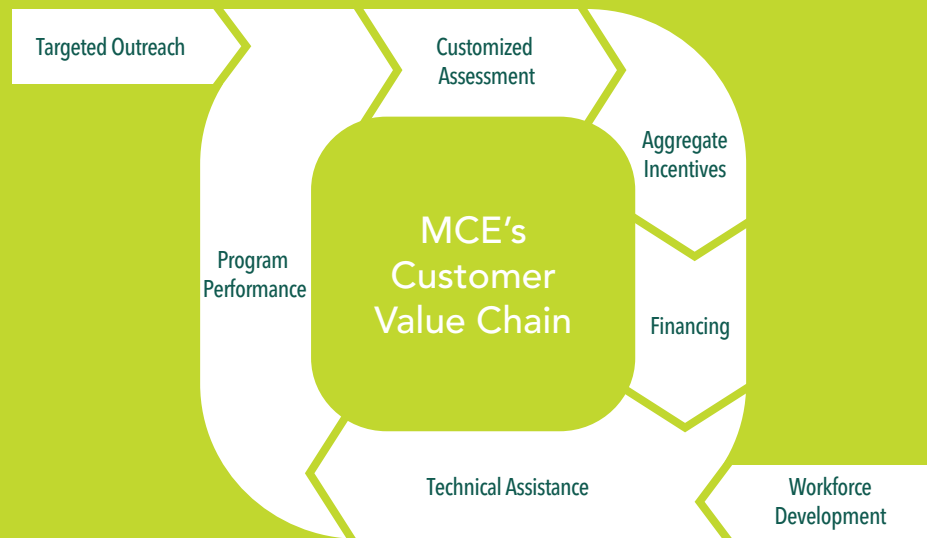 Targeted Outreach
Customized
Assessment
Aggregate
Incentives
MCE’s
Customer
Value Chain
Program
Performance
Financing
Technical Assistance
Workforce
Development